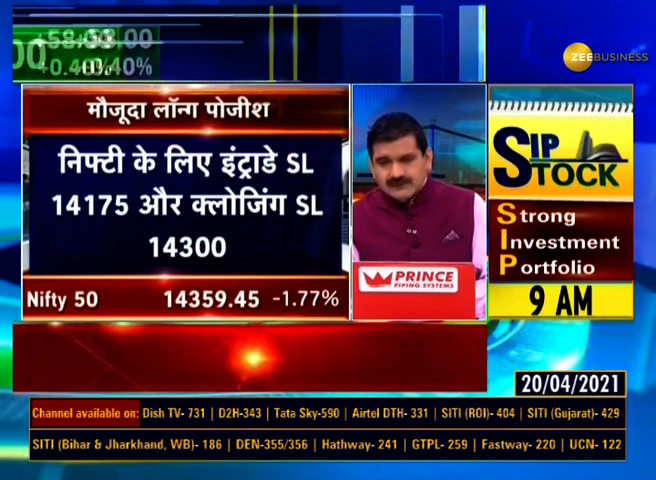 ZEE BUSINESS
मौजूदा लॉन्ग पोजीश
निफ्टी के लिए इंट्राडे SL
14175 और क्लोजिंग SL
14300
Nifty 50 14359.45 -1.77%
PRINCE
PIPING SYSTEMS
SIP
STOCK
Strong
Investment
Portfolio
9 AM
20/04/2021
Channel available on: Dish TV- 731 | D2H-343 | Tata Sky-590 | Airtel DTH- 331 | SITI (ROI)- 404 | SITI (Gujarat)- 429
SITI (Bihar & Jharkhand, WB)- 186 | DEN-355/356 | Hathway- 241 | GTPL- 259 | Fastway- 220 | UCN- 122